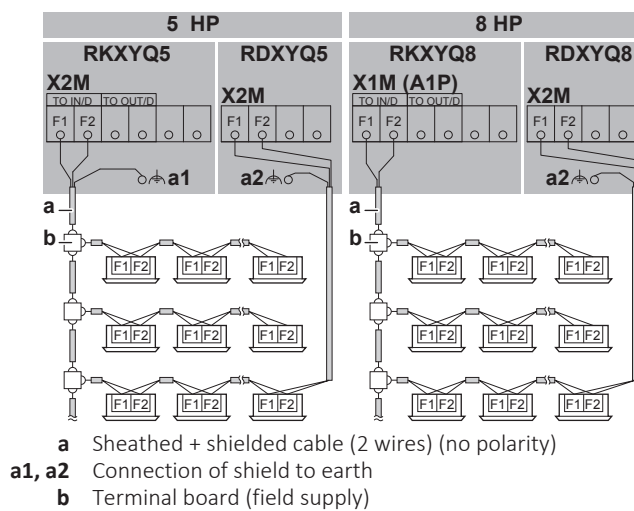 5 HP 8 HP
RKXYQ5 RDXYQ5 RKXYQ8 RDXYQ8
X2M X2M X1M (A1P) X2M
TO IN/D TO OUT/D TO IN/D TO OUT/D
F1 F2 F1 F2 F1 F2 F1 F2
a1 a2 a2
a a
b b
F1 F2 F1 F2 F1 F2 F1 F2 F1 F2 F1 F2
F1 F2 F1 F2 F1 F2 F1 F2 F1 F2 F1 F2
F1 F2 F1 F2 F1 F2 F1 F2 F1 F2 F1 F2
a Sheathed + shielded cable (2 wires) (no polarity)
a1, a2 Connection of shield to earth
b Terminal board (field supply)